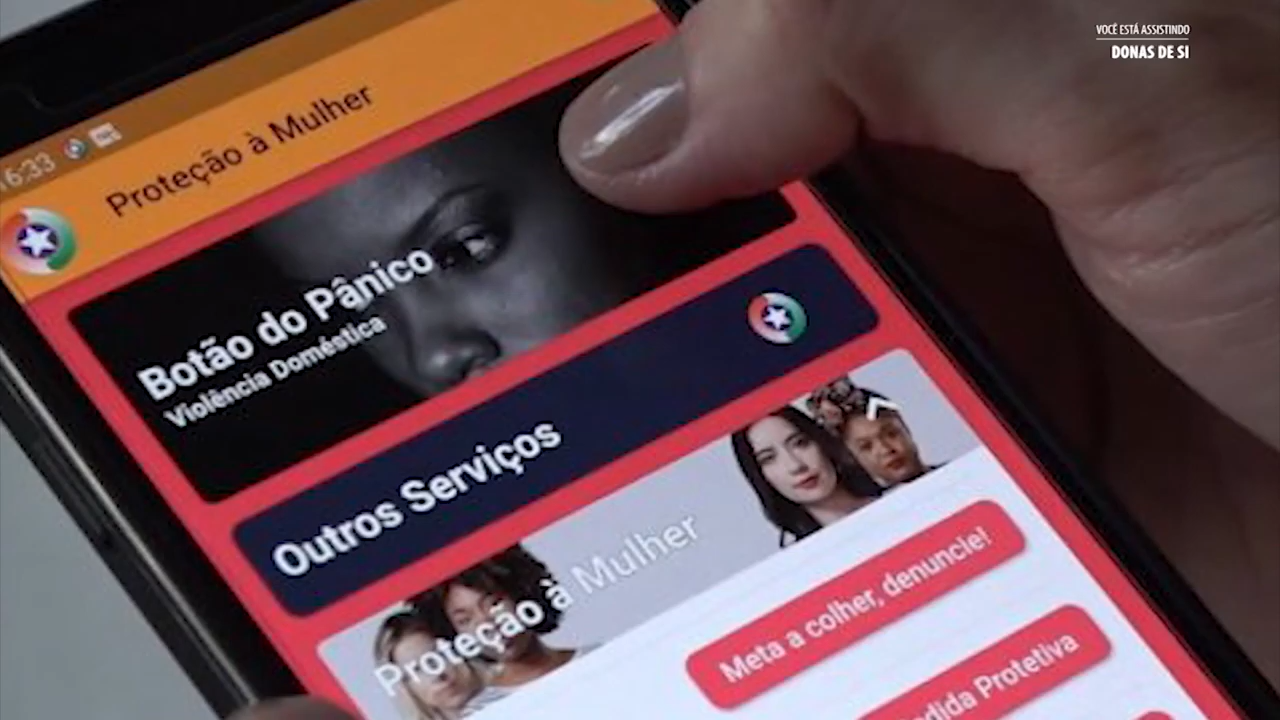 VOCÊ ESTÁ ASSISTINDO
DONAS DE SI
16:33
Proteção à Mulher
Botão do Pânico
Violência Doméstica
Outros Serviços
Proteção à Mulher
Meta a colher, denuncie!
Protetiva